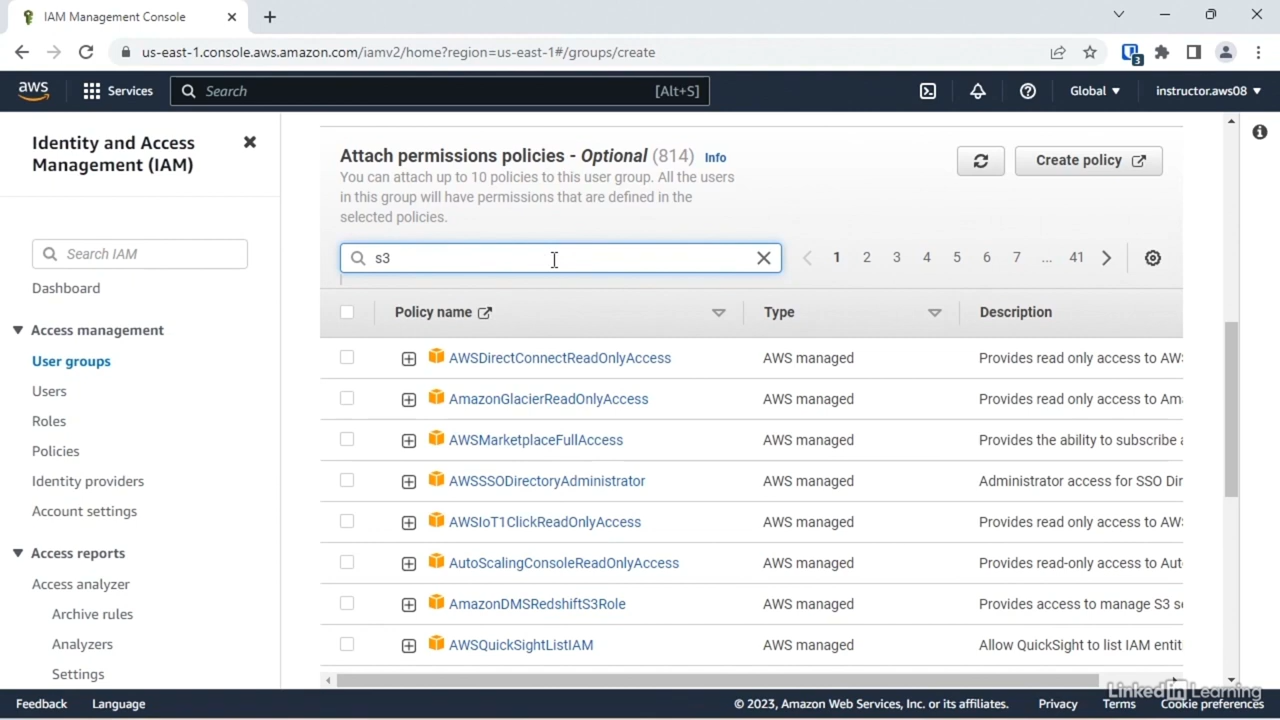 IAM Management Console
us-east-1.console.aws.amazon.com/iamv2/home?region=us-east-1#/groups/create
3
aws
Services
Search
[Alt+S]
Global
instructor.aws08
Identity and Access
Management (IAM)
Search IAM
Dashboard
Access management
User groups
Users
Roles
Policies
Identity providers
Account settings
Access reports
Access analyzer
Archive rules
Analyzers
Settings
Attach permissions policies - Optional (814) Info
You can attach up to 10 policies to this user group. All the users
in this group will have permissions that are defined in the
selected policies.
Create policy
s3
1 2 3 4 5 6 7 ... 41
Policy name Type Description
AWSDirectConnectReadOnlyAccess AWS managed Provides read only access to AWS
AmazonGlacierReadOnlyAccess AWS managed Provides read only access to Ama
AWSMarketplaceFullAccess AWS managed Provides the ability to subscribe a
AWSSSODirectoryAdministrator AWS managed Administrator access for SSO Dir
AWSIoT1ClickReadOnlyAccess AWS managed Provides read only access to AWS
AutoScalingConsoleReadOnlyAccess AWS managed Provides read-only access to Aut
AmazonDMSRedshiftS3Role AWS managed Provides access to manage S3 se
AWSQuickSightListIAM AWS managed Allow QuickSight to list IAM entit
LinkedIn Learning
Feedback Language © 2023, Amazon Web Services, Inc. or its affiliates. Privacy Terms Cookie preferences